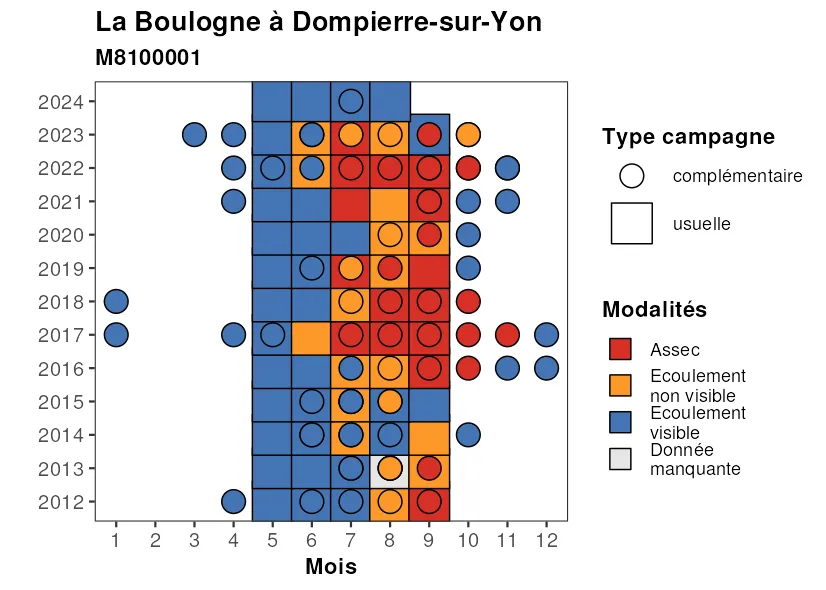 La Boulogne à Dompierre-sur-Yon
M8100001
2024
2023
2022
2021
2020
2019
2018
2017
2016
2015
2014
2013
2012
1 2 3 4 5 6 7 8 9 10 11 12
Mois
Type campagne
complémentaire
usuelle
Modalités
Assec
Ecoulement
non visible
Ecoulement
visible
Donnée
manquante